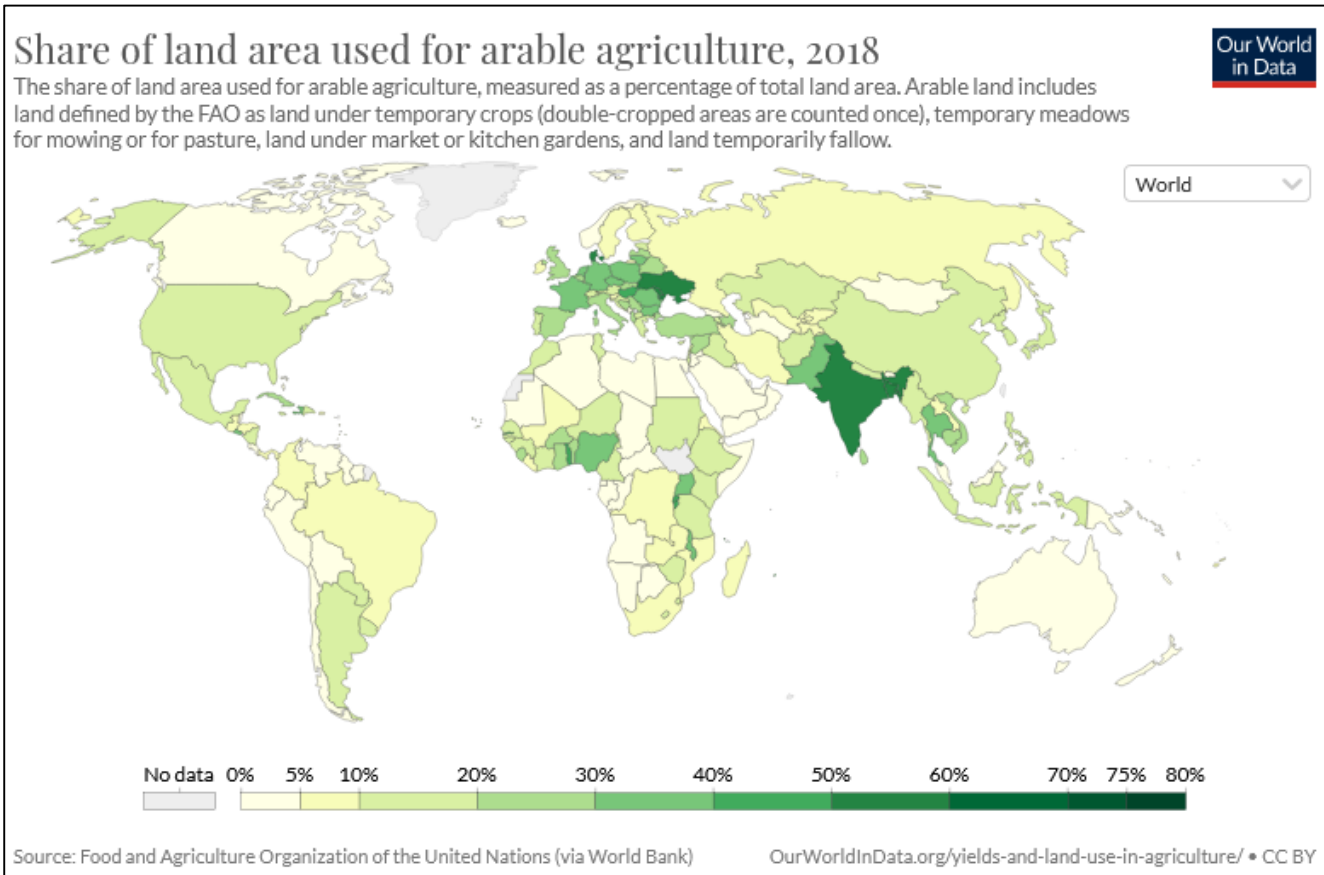 Share of land area used for arable agriculture, 2018
Our World
in Data
The share of land area used for arable agriculture, measured as a percentage of total land area. Arable land includes
land defined by the FAO as land under temporary crops (double-cropped areas are counted once), temporary meadows
for mowing or for pasture, land under market or kitchen gardens, and land temporarily fallow.
World
No data 0% 5% 10% 20% 30% 40% 50% 60% 70% 75% 80%
Source: Food and Agriculture Organization of the United Nations (via World Bank) OurWorldInData.org/yields-and-land-use-in-agriculture/ • CC BY